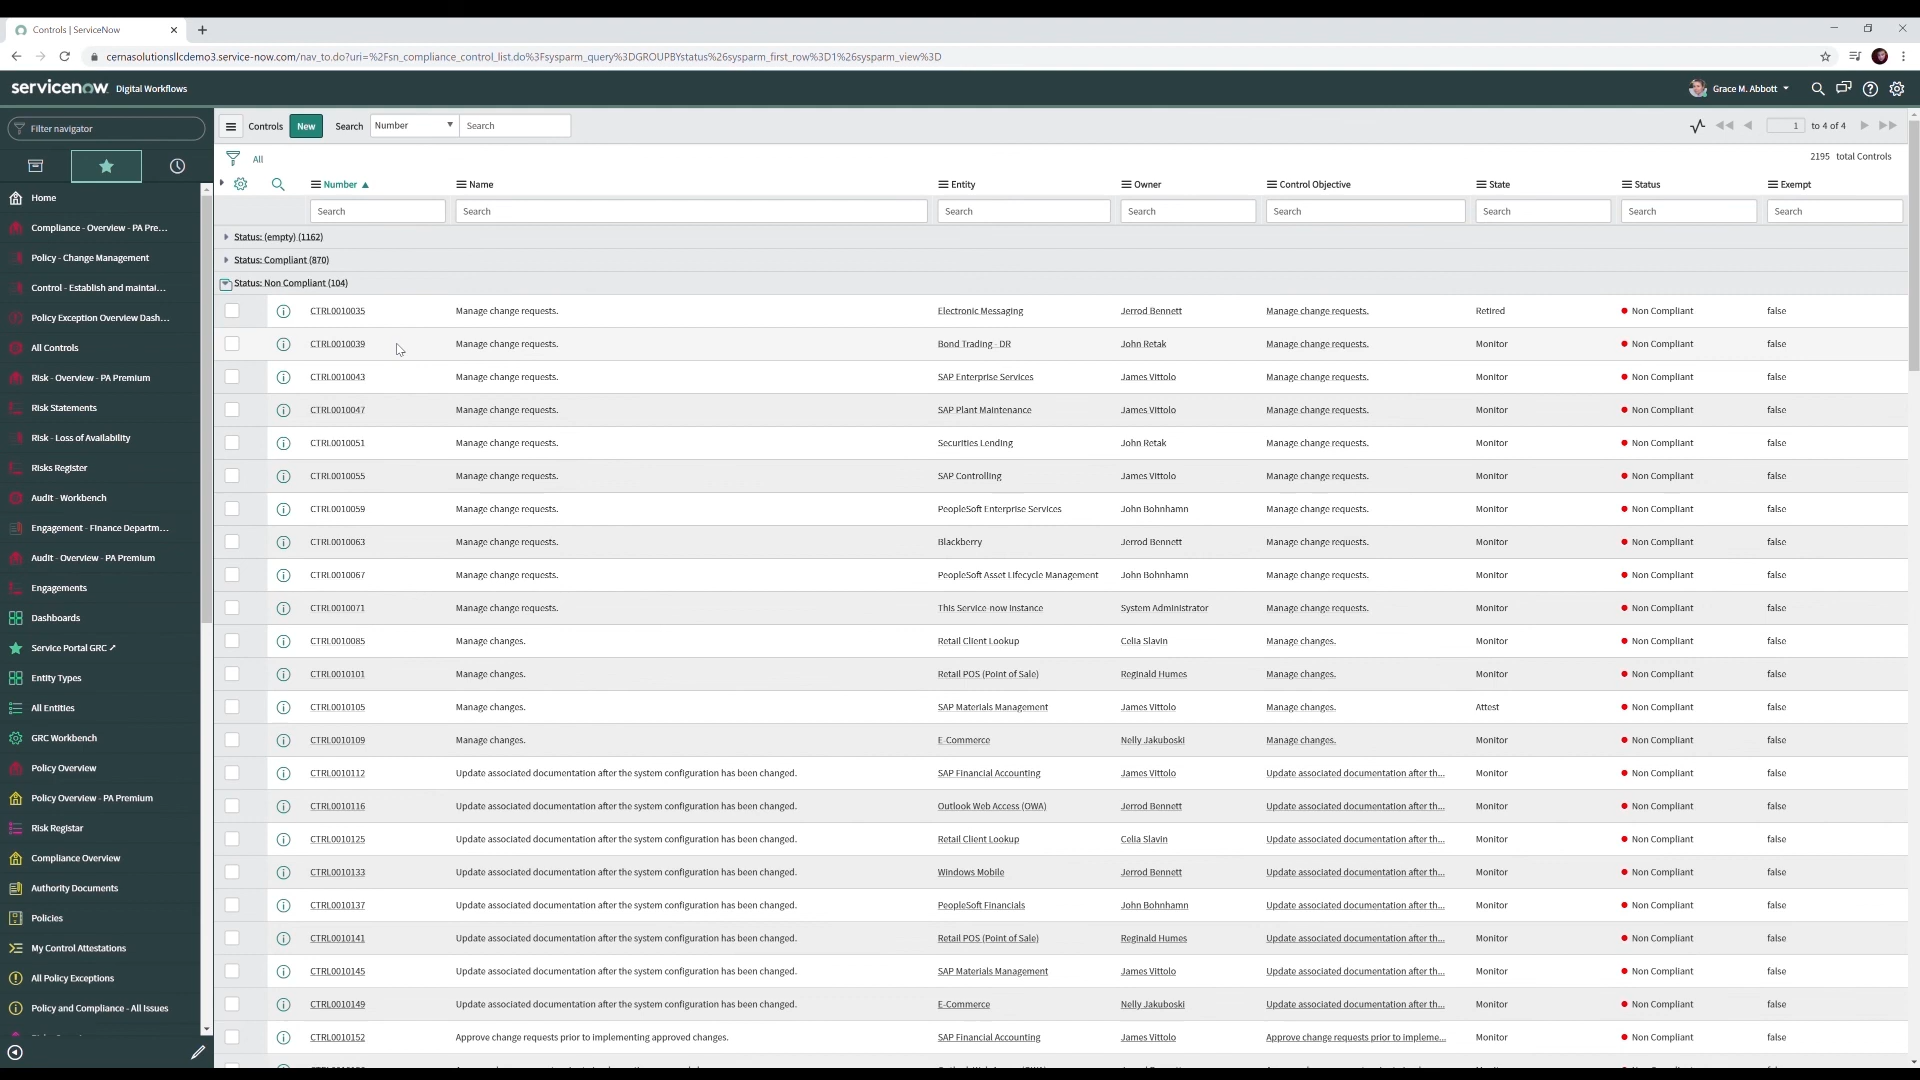 Controls | ServiceNow
cernasolutionsllcdemo3.service-now.com/nav_to.do?uri=%2Fsn_compliance_control_list.do%3Fsysparm_query%3DGROUPBYstatus%26sysparm_first_row%3D1%26sysparm_view%3D
servicenow Digital Workflows
Grace M. Abbott
Filter navigator
Home
Compliance - Overview - PA Pre...
Policy - Change Management
Control - Establish and maintai...
Policy Exception Overview Dash...
All Controls
Risk - Overview - PA Premium
Risk Statements
Risk - Loss of Availability
Risks Register
Audit - Workbench
Engagement - Finance Departm...
Audit - Overview - PA Premium
Engagements
Dashboards
Service Portal GRC ➚
Entity Types
All Entities
GRC Workbench
Policy Overview
Policy Overview - PA Premium
Risk Registar
Compliance Overview
Authority Documents
Policies
My Control Attestations
All Policy Exceptions
Policy and Compliance - All Issues
Controls New Search Number Search
1 to 4 of 4
All
2195 total Controls
Number Name Entity Owner Control Objective State Status Exempt
Search Search Search Search Search Search Search Search
Status: (empty) (1162)
Status: Compliant (870)
Status: Non Compliant (104)
CTRL0010035 Manage change requests. Electronic Messaging Jerrod Bennett Manage change requests. Retired Non Compliant false
CTRL0010039 Manage change requests. Bond Trading - DR John Retak Manage change requests. Monitor Non Compliant false
CTRL0010043 Manage change requests. SAP Enterprise Services James Vittolo Manage change requests. Monitor Non Compliant false
CTRL0010047 Manage change requests. SAP Plant Maintenance James Vittolo Manage change requests. Monitor Non Compliant false
CTRL0010051 Manage change requests. Securities Lending John Retak Manage change requests. Monitor Non Compliant false
CTRL0010055 Manage change requests. SAP Controlling James Vittolo Manage change requests. Monitor Non Compliant false
CTRL0010059 Manage change requests. PeopleSoft Enterprise Services John Bohnhamn Manage change requests. Monitor Non Compliant false
CTRL0010063 Manage change requests. Blackberry Jerrod Bennett Manage change requests. Monitor Non Compliant false
CTRL0010067 Manage change requests. PeopleSoft Asset Lifecycle Management John Bohnhamn Manage change requests. Monitor Non Compliant false
CTRL0010071 Manage change requests. This Service-now Instance System Administrator Manage change requests. Monitor Non Compliant false
CTRL0010085 Manage changes. Retail Client Lookup Celia Slavin Manage changes. Monitor Non Compliant false
CTRL0010101 Manage changes. Retail POS (Point of Sale) Reginald Humes Manage changes. Monitor Non Compliant false
CTRL0010105 Manage changes. SAP Materials Management James Vittolo Manage changes. Attest Non Compliant false
CTRL0010109 Manage changes. E-Commerce Nelly Jakuboski Manage changes. Monitor Non Compliant false
CTRL0010112 Update associated documentation after the system configuration has been changed. SAP Financial Accounting James Vittolo Update associated documentation after th... Monitor Non Compliant false
CTRL0010116 Update associated documentation after the system configuration has been changed. Outlook Web Access (OWA) Jerrod Bennett Update associated documentation after th... Monitor Non Compliant false
CTRL0010125 Update associated documentation after the system configuration has been changed. Retail Client Lookup Celia Slavin Update associated documentation after th... Monitor Non Compliant false
CTRL0010133 Update associated documentation after the system configuration has been changed. Windows Mobile Jerrod Bennett Update associated documentation after th... Monitor Non Compliant false
CTRL0010137 Update associated documentation after the system configuration has been changed. PeopleSoft Financials John Bohnhamn Update associated documentation after th... Monitor Non Compliant false
CTRL0010141 Update associated documentation after the system configuration has been changed. Retail POS (Point of Sale) Reginald Humes Update associated documentation after th... Monitor Non Compliant false
CTRL0010145 Update associated documentation after the system configuration has been changed. SAP Materials Management James Vittolo Update associated documentation after th... Monitor Non Compliant false
CTRL0010149 Update associated documentation after the system configuration has been changed. E-Commerce Nelly Jakuboski Update associated documentation after th... Monitor Non Compliant false
CTRL0010152 Approve change requests prior to implementing approved changes. SAP Financial Accounting James Vittolo Approve change requests prior to impleme... Monitor Non Compliant false